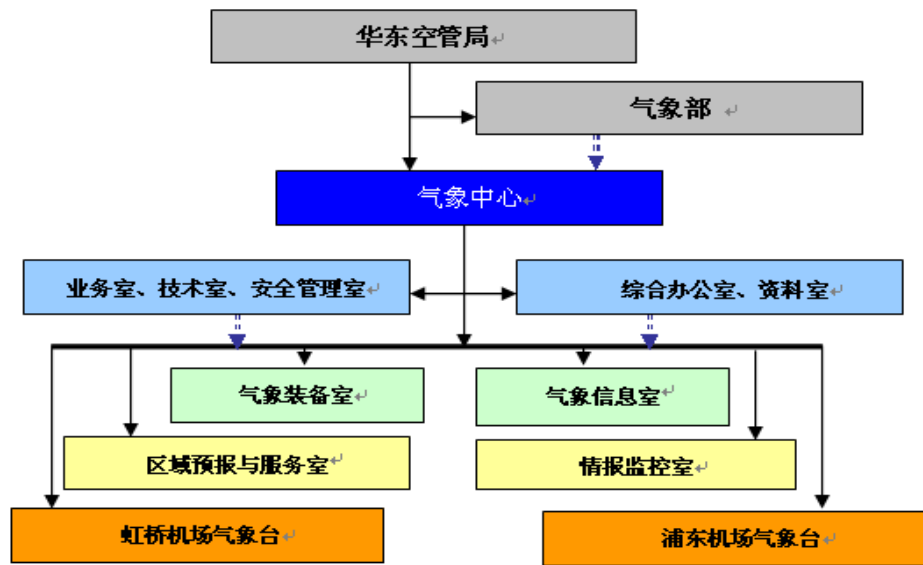 华东空管局
气象部
气象中心
业务室、技术室、安全管理室
综合办公室、资料室
气象装备室
气象信息室
区域预报与服务室
情报监控室
虹桥机场气象台
浦东机场气象台